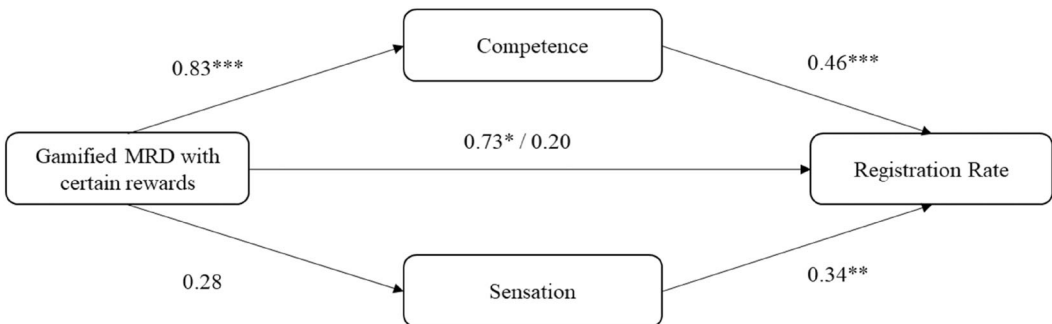 Competence
0.83***
0.46***
0.73* / 0.20
Gamified MRD with
certain rewards
Registration Rate
0.28
Sensation
0.34**